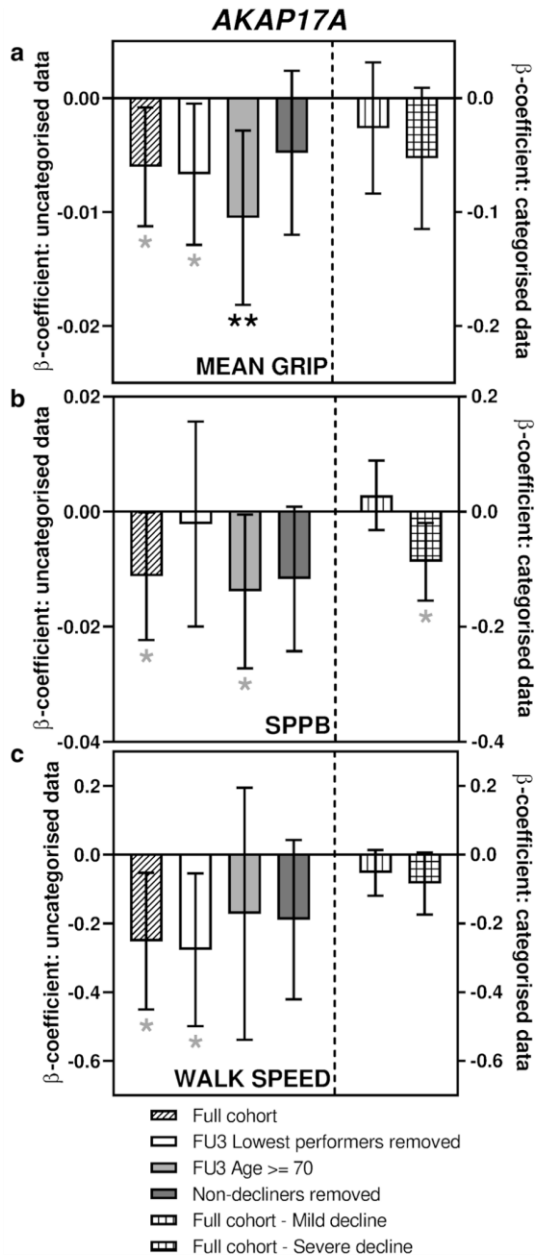 AKAP17A
a
β-coefficient: uncategorised data
0.00
-0.01
-0.02
*
*
**
MEAN GRIP
0.0
-0.1
-0.2
β-coefficient: categorised data
b
β-coefficient: uncategorised data
0.02
0.00
-0.02
-0.04
*
*
*
SPPB
0.2
0.0
-0.2
-0.4
β-coefficient: categorised data
c
β-coefficient: uncategorised data
0.2
0.0
-0.2
-0.4
-0.6
*
*
WALK SPEED
0.2
0.0
-0.2
-0.4
-0.6
β-coefficient: categorised data
Full cohort
FU3 Lowest performers removed
FU3 Age >= 70
Non-decliners removed
Full cohort - Mild decline
Full cohort - Severe decline